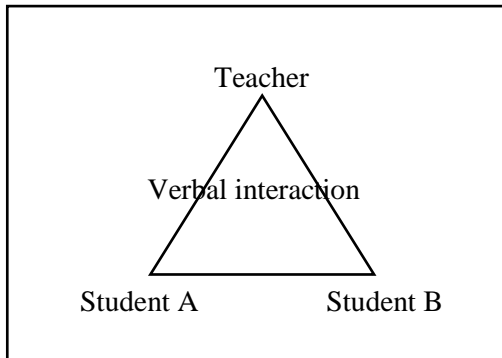 Teacher
Verbal interaction
Student A
Student B